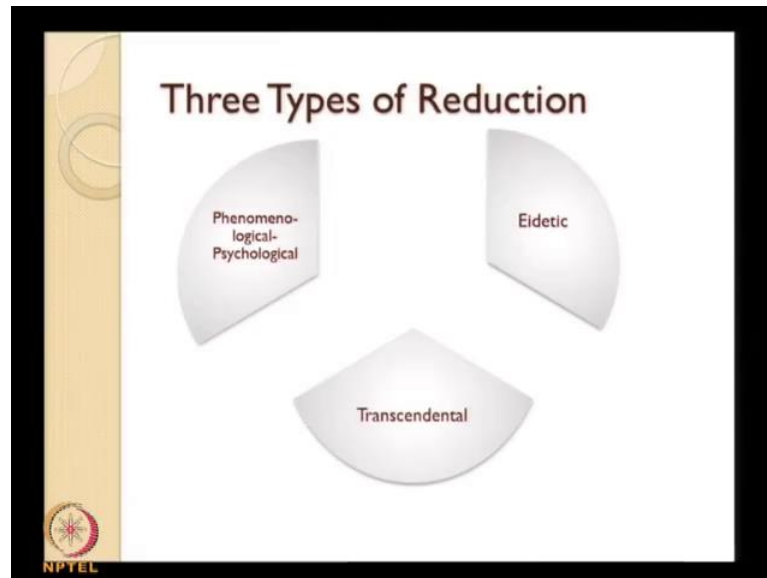 Three Types of Reduction
Phenomeno-
logical-
Psychological
Eidetic
Transcendental
NPTEL